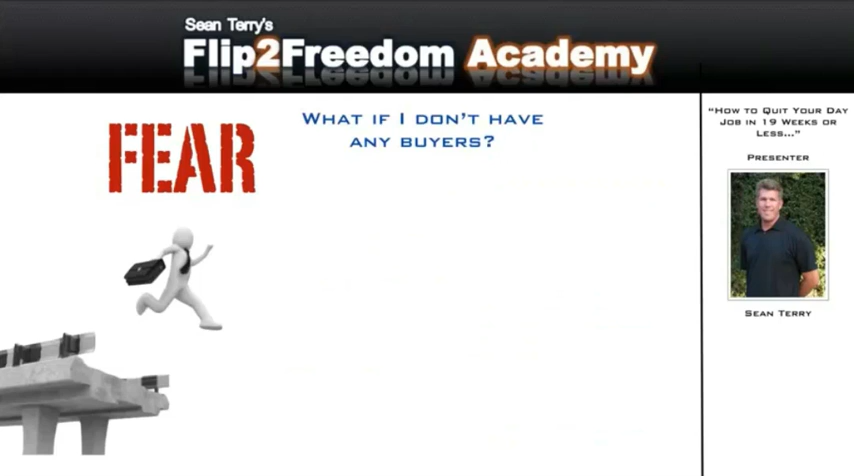 Sean Terry's
Flip2Freedom Academy
FEAR
What if I don't have
any buyers?
"How to Quit Your Day
Job in 19 Weeks or
Less..."
Presenter
Sean Terry